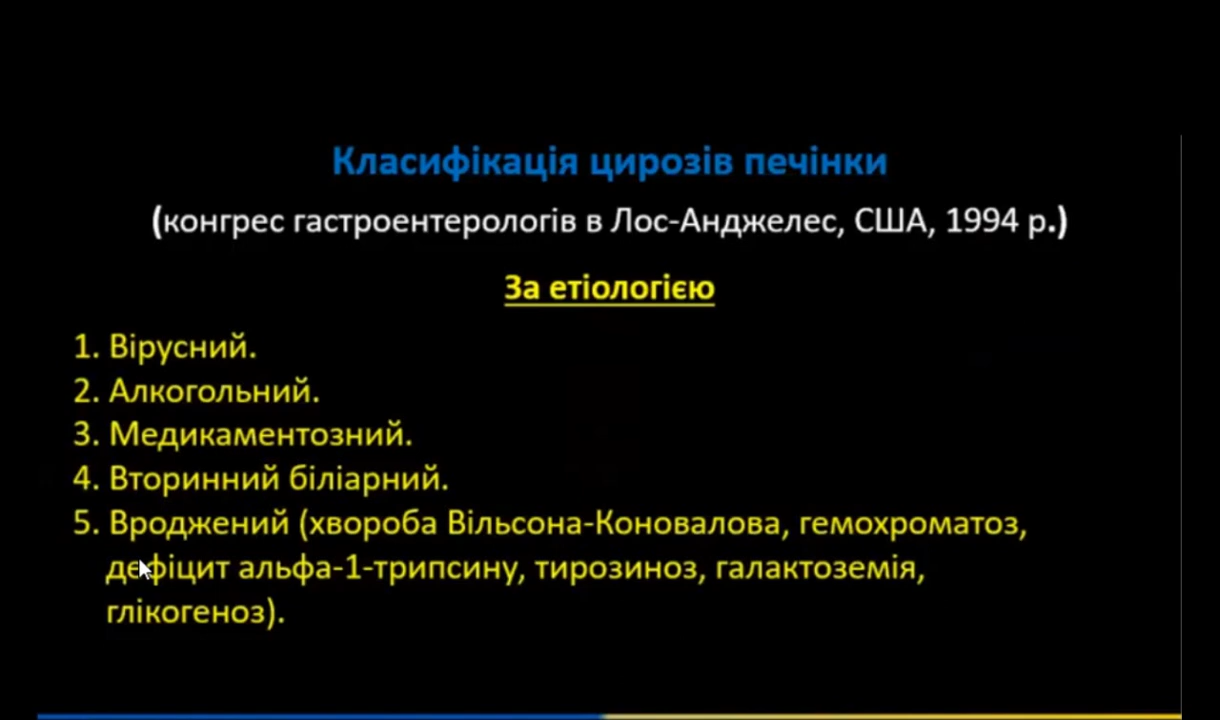 Класифікація цирозів печінки
(конгрес гастроентерологів в Лос-Анджелес, США, 1994 р.)
За етіологією
1. Вірусний.
2. Алкогольний.
3. Медикаментозний.
4. Вторинний біліарний.
5. Вроджений (хвороба Вільсона-Коновалова, гемохроматоз,
дефіцит альфа-1-трипсину, тирозиноз, галактоземія,
глікогеноз).